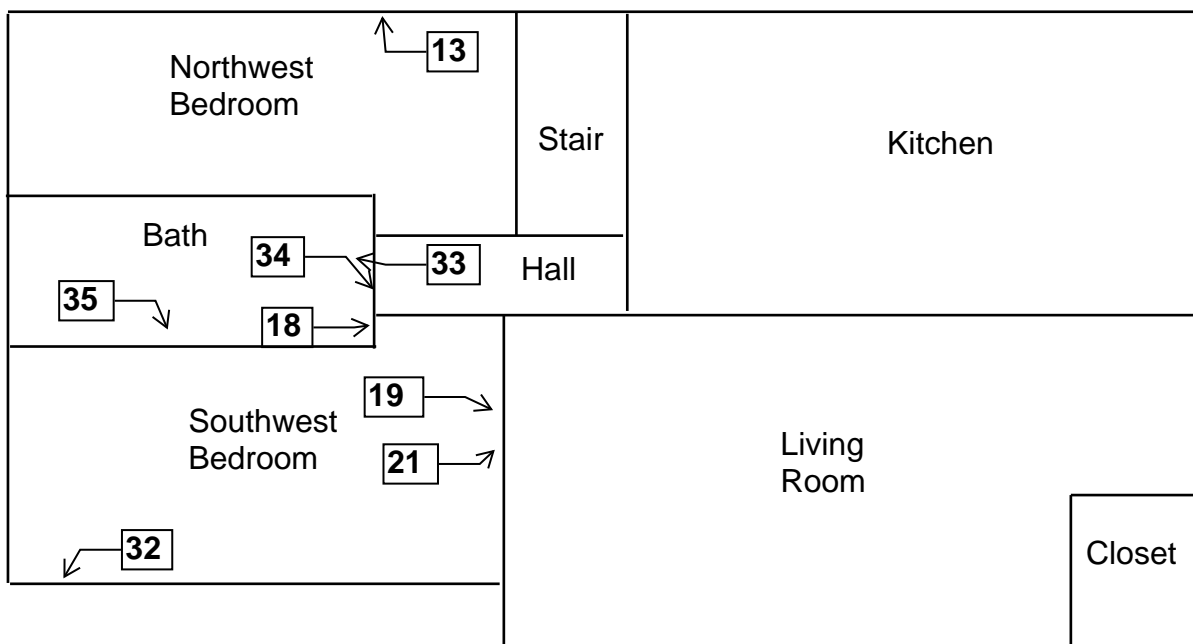 13
Northwest
Bedroom
Stair
Kitchen
Bath
34
33
Hall
35
18
19
Southwest
Bedroom
21
Living
Room
32
Closet